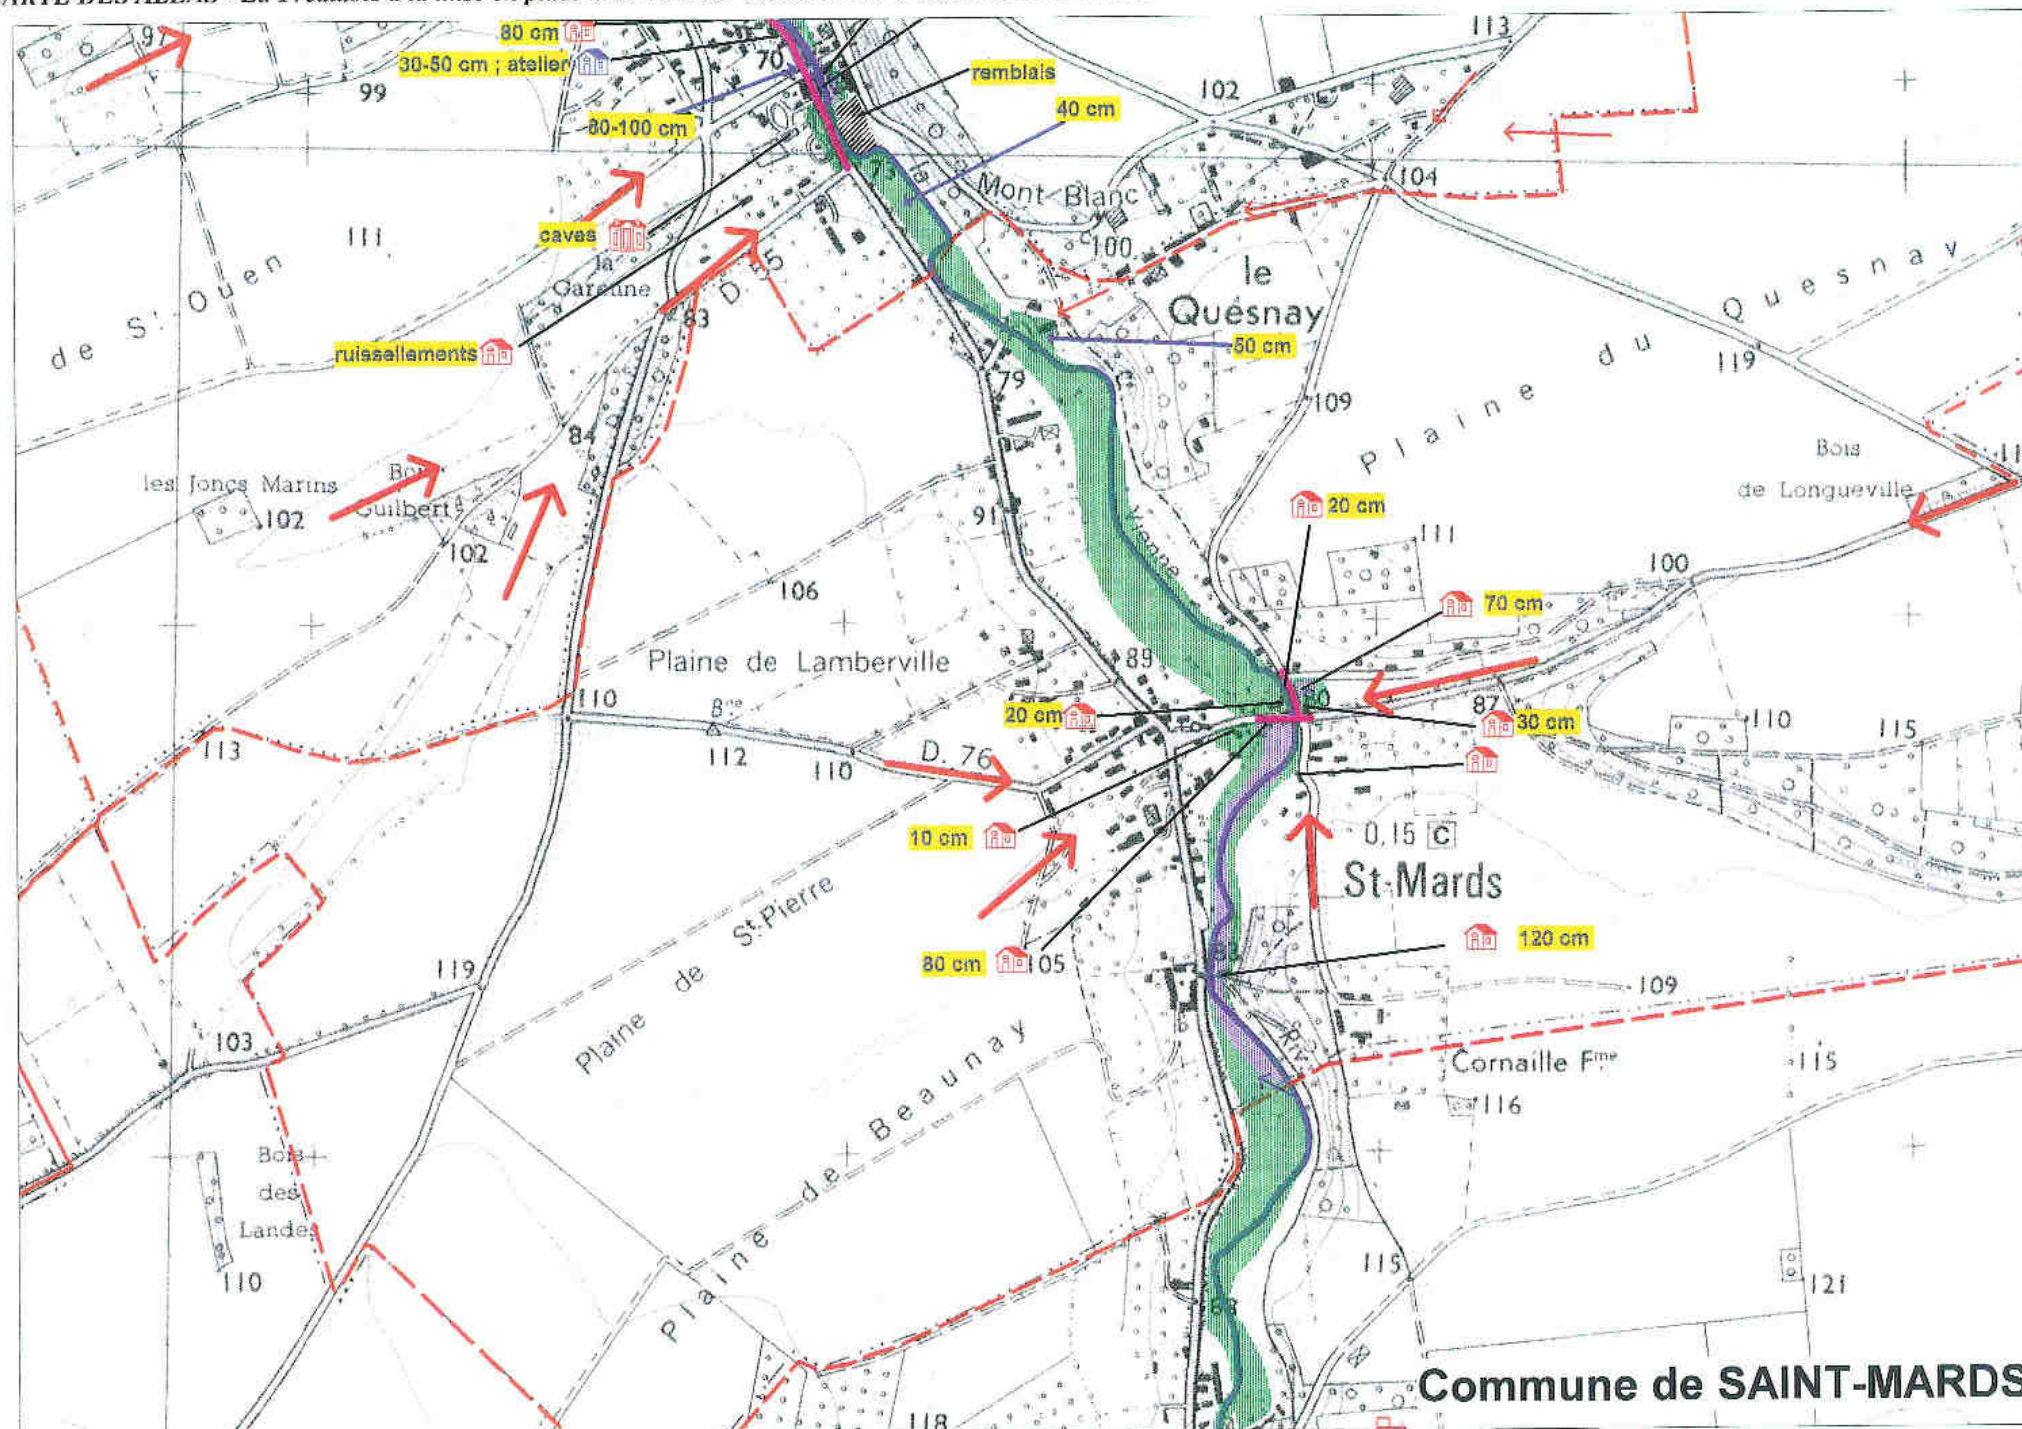 97
80 cm
30-50 cm ; atelier
70
80-100 cm
remblais
40 cm
113
102
99
104
Mont Blanc
100
caves
la
Garenne
D. 55
111
de St. Ouen
83
le
Quesnay
50 cm
ruissellements
79
109
Plaine du Quesnay
119
84
les Joncs Marins
102
Guilbert
102
91
Bois
de Longueville
20 cm
111
100
106
70 cm
Vienne
Plaine de Lamberville
89
110
Bne
112
110
D. 76
20 cm
30 cm
87
110
115
113
10 cm
0,15 C
St-Mards
Plaine de St. Pierre
80 cm
105
120 cm
119
109
103
Cornaille Fme
115
116
Plaine de Beaunay
Bois
des
Landes
110
115
121
88
118
Commune de SAINT-MARDS